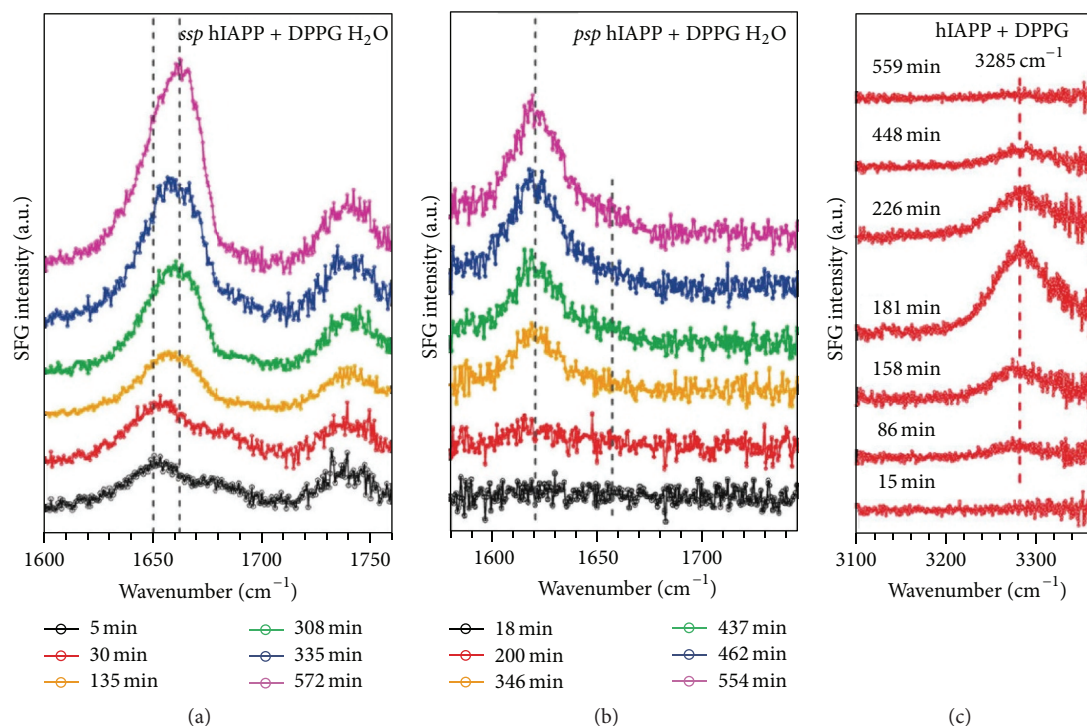 ssp hIAPP + DPPG H₂O
SFG intensity (a.u.)
1600 1650 1700 1750
Wavenumber (cm⁻¹)
5 min
30 min
135 min
308 min
335 min
572 min
(a)
psp hIAPP + DPPG H₂O
SFG intensity (a.u.)
1600 1650 1700
Wavenumber (cm⁻¹)
18 min
200 min
346 min
437 min
462 min
554 min
(b)
hIAPP + DPPG
3285 cm⁻¹
559 min
448 min
226 min
181 min
158 min
86 min
15 min
SFG intensity (a.u.)
3100 3200 3300
Wavenumber (cm⁻¹)
(c)